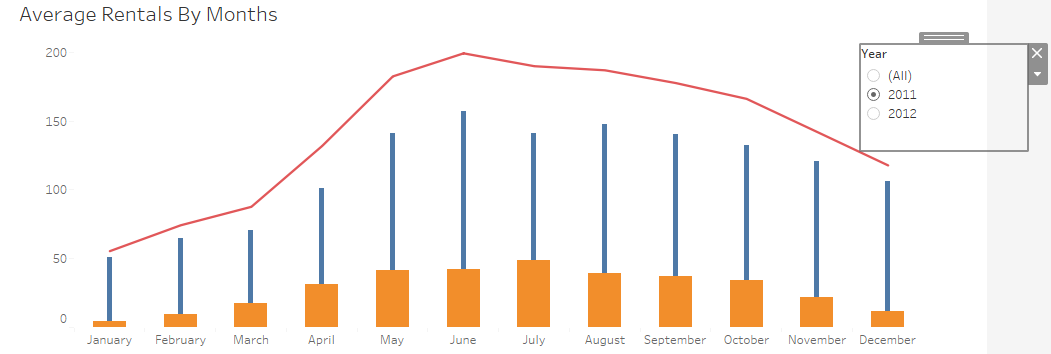 Average Rentals By Months
200
150
100
50
0
January February March April May June July August September October November December
Year
(All)
2011
2012